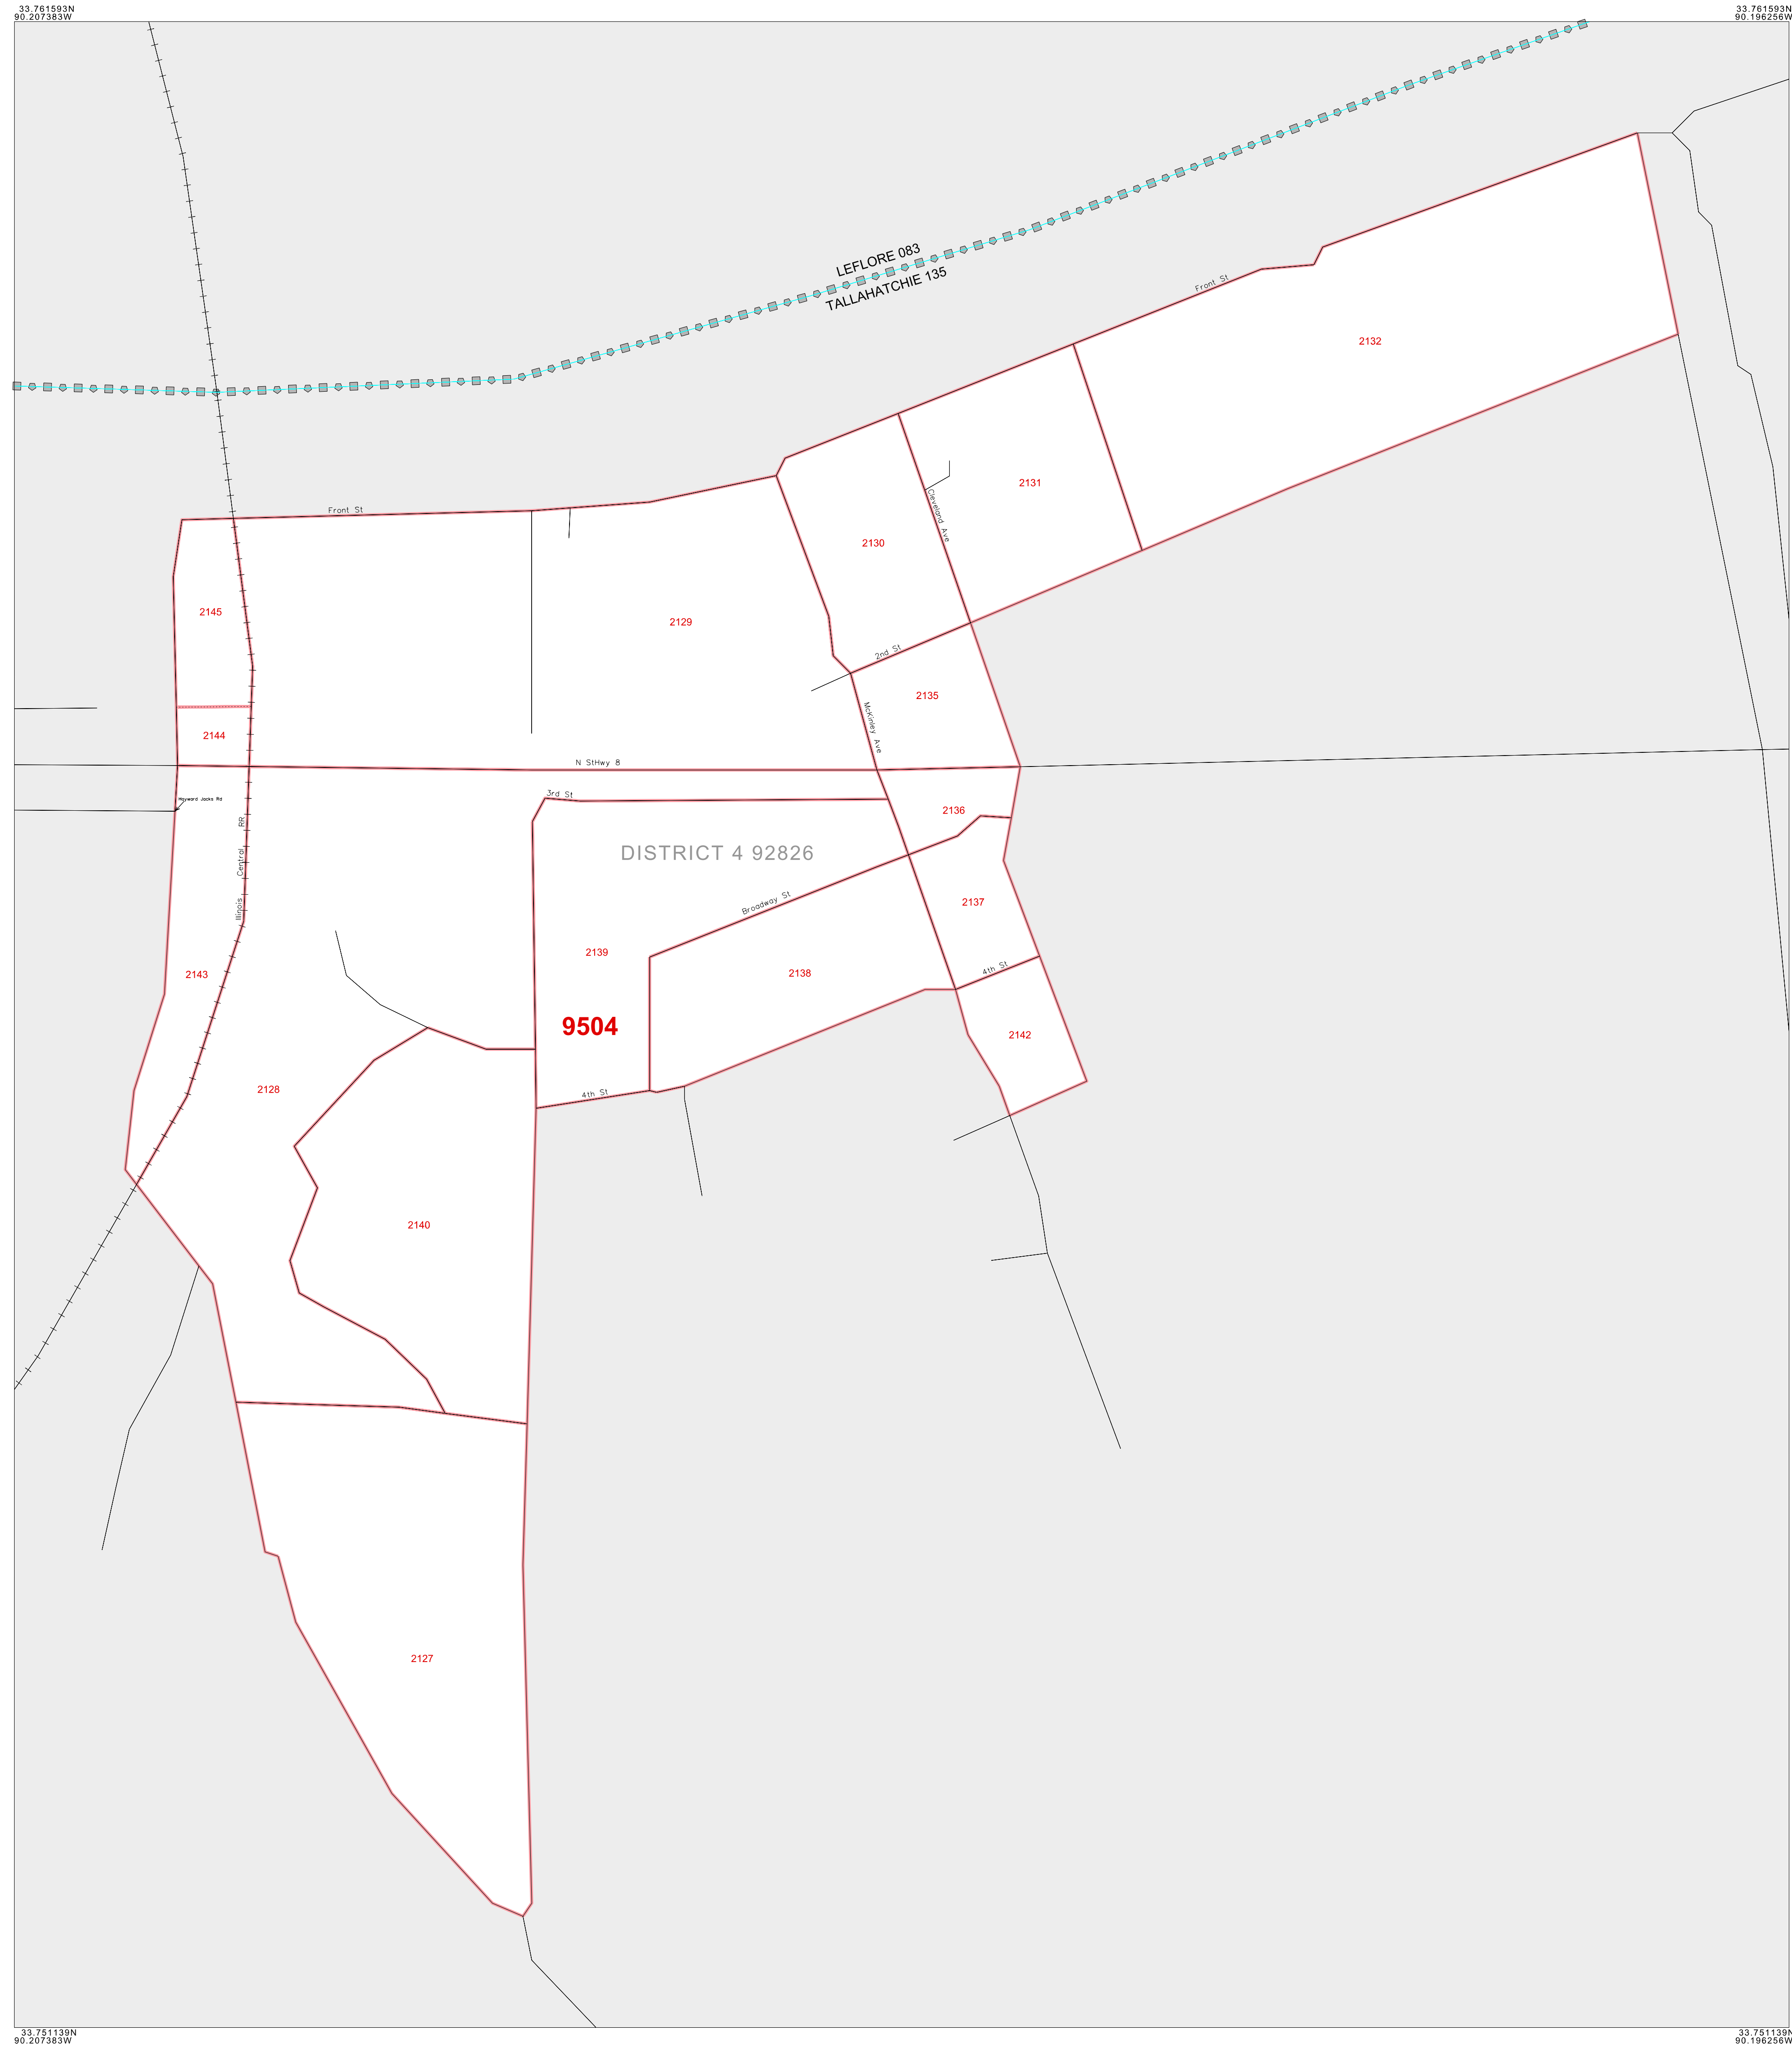 33.761593N
90.207383W
33.761593N
90.196256W
LEFLORE 083
TALLAHATCHIE 135
Front St
2132
2131
Cleveland Ave
Front St
2130
2145
2129
2nd St
2135
McKinley Ave
2144
N StHwy 8
3rd St
Hayward Jacks Rd
2136
Illinois Central RR
DISTRICT 4 92826
Broadway St
2137
2139
2138
4th St
2143
9504
2142
2128
4th St
2140
2127
33.751139N
90.207383W
33.751139N
90.196256W